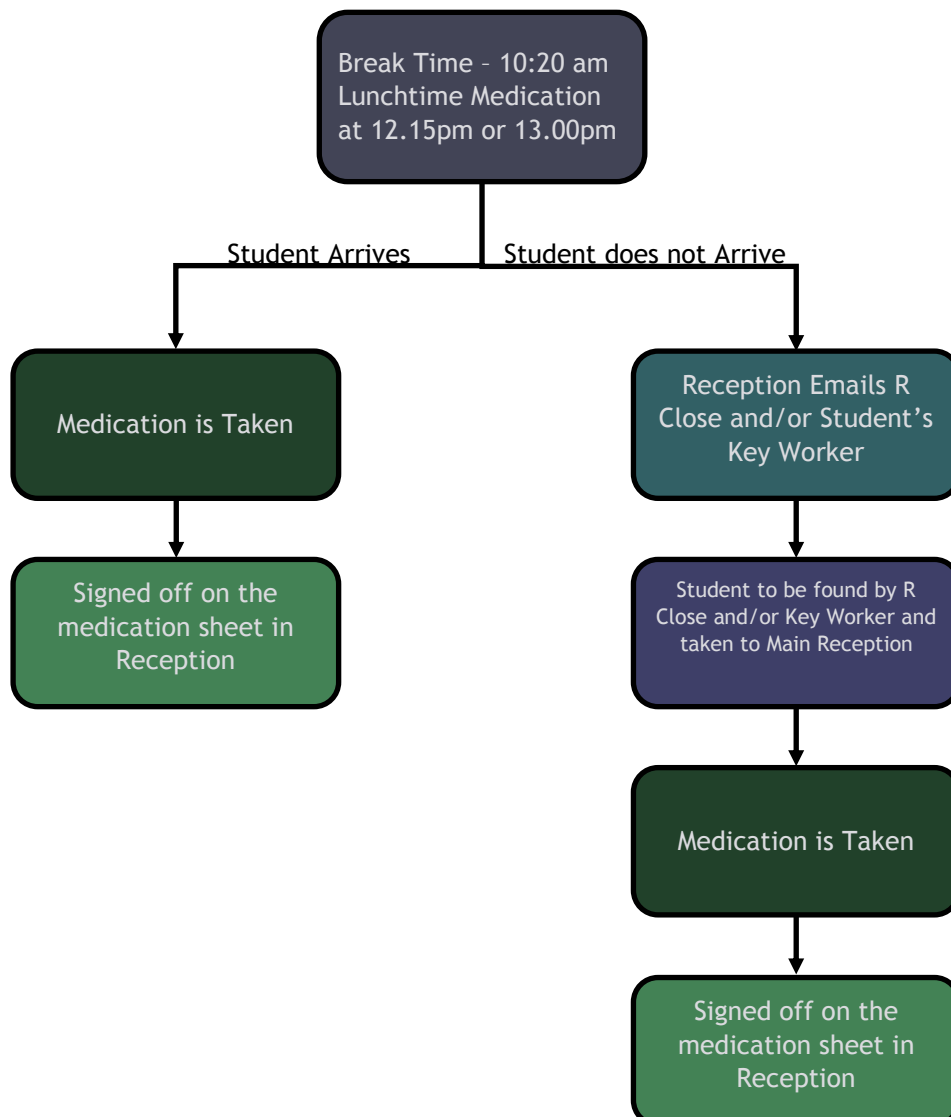 Break Time – 10:20 am
Lunchtime Medication
at 12.15pm or 13.00pm
Student Arrives
Student does not Arrive
Medication is Taken
Reception Emails R
Close and/or Student’s
Key Worker
Signed off on the
medication sheet in
Reception
Student to be found by R
Close and/or Key Worker and
taken to Main Reception
Medication is Taken
Signed off on the
medication sheet in
Reception